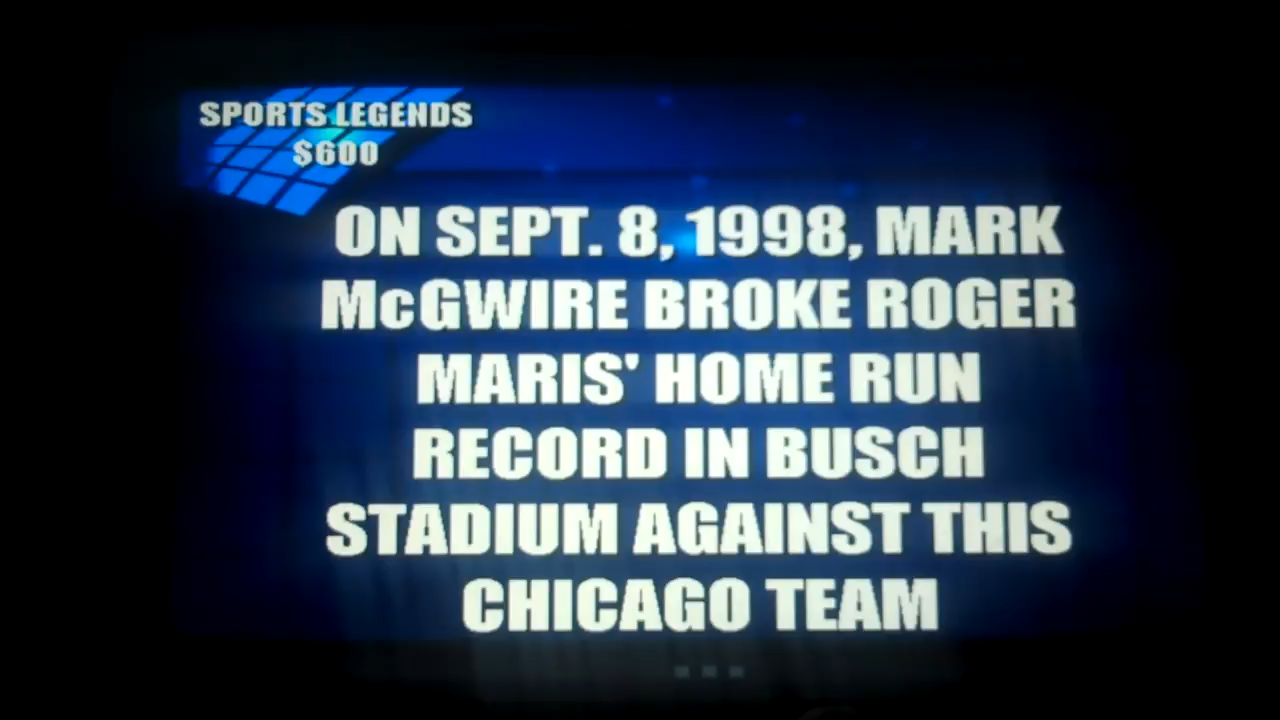 SPORTS LEGENDS
$600
ON SEPT. 8, 1998, MARK
McGWIRE BROKE ROGER
MARIS' HOME RUN
RECORD IN BUSCH
STADIUM AGAINST THIS
CHICAGO TEAM